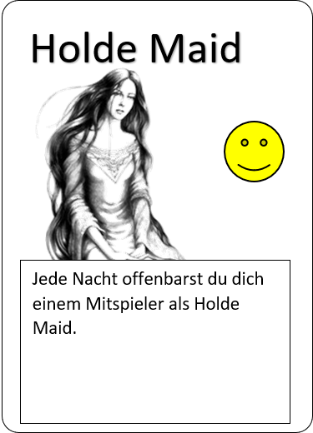 Holde Maid
Jede Nacht offenbarst du dich
einem Mitspieler als Holde
Maid.